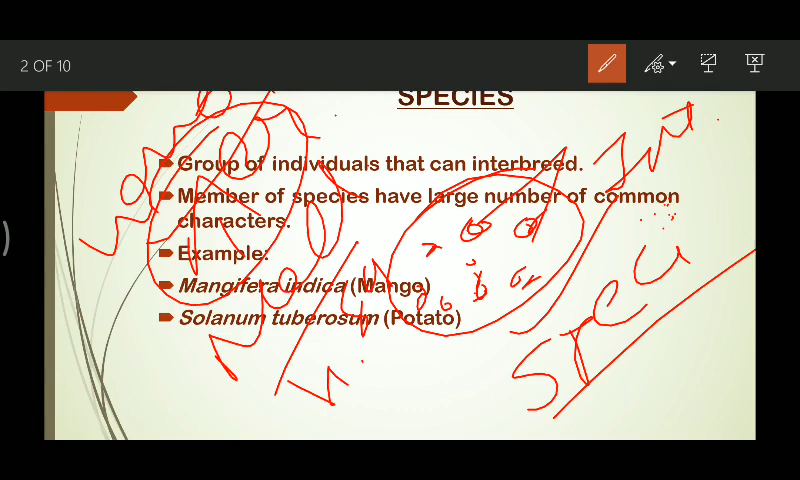 2 OF 10
SPECIES
Group of individuals that can interbreed.
Member of species have large number of common
characters.
Example:
Mangifera indica (Mango)
Solanum tuberosum (Potato)